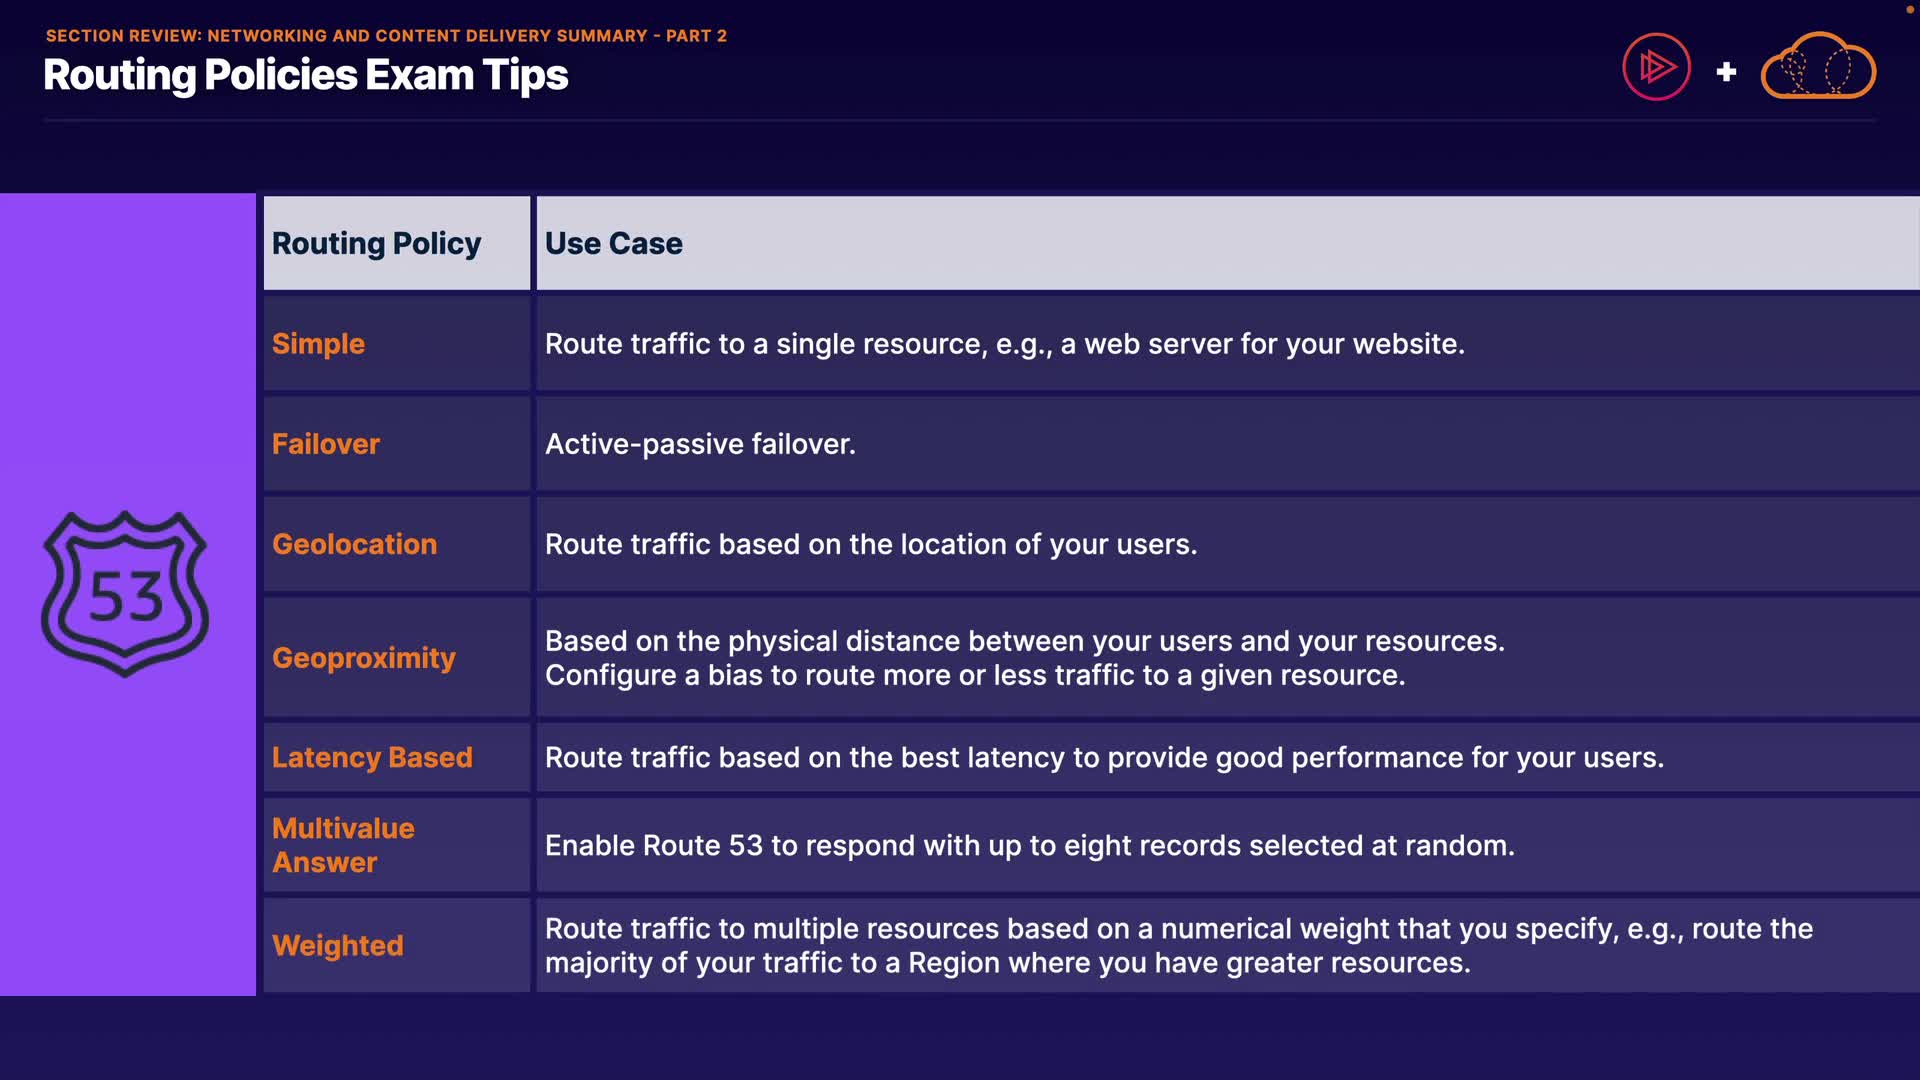 SECTION REVIEW: NETWORKING AND CONTENT DELIVERY SUMMARY - PART 2
Routing Policies Exam Tips
+
53
Routing Policy
Use Case
Simple
Route traffic to a single resource, e.g., a web server for your website.
Failover
Active-passive failover.
Geolocation
Route traffic based on the location of your users.
Geoproximity
Based on the physical distance between your users and your resources.
Configure a bias to route more or less traffic to a given resource.
Latency Based
Route traffic based on the best latency to provide good performance for your users.
Multivalue
Answer
Enable Route 53 to respond with up to eight records selected at random.
Weighted
Route traffic to multiple resources based on a numerical weight that you specify, e.g., route the
majority of your traffic to a Region where you have greater resources.